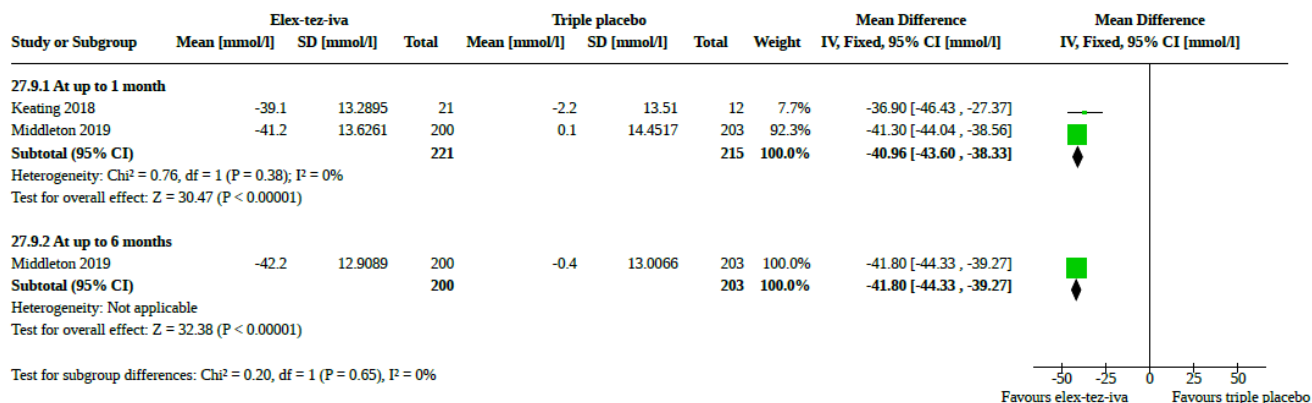 Elex-tez-iva Triple placebo Mean Difference Mean Difference
Study or Subgroup Mean [mmol/l] SD [mmol/l] Total Mean [mmol/l] SD [mmol/l] Total Weight IV, Fixed, 95% CI [mmol/l] IV, Fixed, 95% CI [mmol/l]
27.9.1 At up to 1 month
Keating 2018 -39.1 13.2895 21 -2.2 13.51 12 7.7% -36.90 [-46.43 , -27.37]
Middleton 2019 -41.2 13.6261 200 0.1 14.4517 203 92.3% -41.30 [-44.04 , -38.56]
Subtotal (95% CI) 221 215 100.0% -40.96 [-43.60 , -38.33]
Heterogeneity: Chi² = 0.76, df = 1 (P = 0.38); I² = 0%
Test for overall effect: Z = 30.47 (P < 0.00001)
27.9.2 At up to 6 months
Middleton 2019 -42.2 12.9089 200 -0.4 13.0066 203 100.0% -41.80 [-44.33 , -39.27]
Subtotal (95% CI) 200 203 100.0% -41.80 [-44.33 , -39.27]
Heterogeneity: Not applicable
Test for overall effect: Z = 32.38 (P < 0.00001)
Test for subgroup differences: Chi² = 0.20, df = 1 (P = 0.65), I² = 0%
-50 -25 0 25 50
Favours elex-tez-iva Favours triple placebo